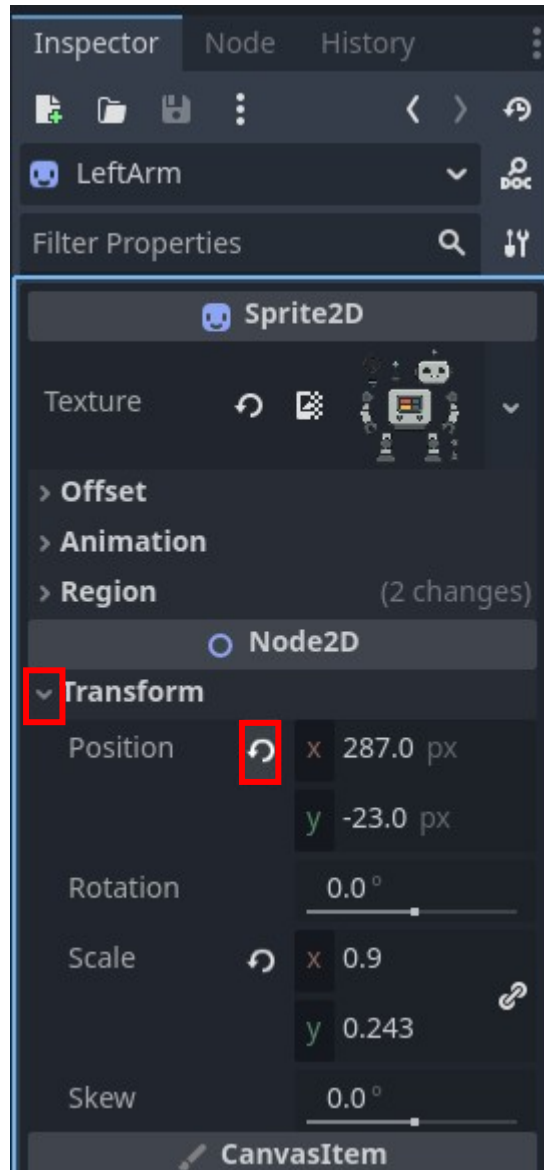 Inspector Node History
LeftArm
DOC
Filter Properties
Sprite2D
Texture
Offset
Animation
Region (2 changes)
Node2D
Transform
Position x 287.0 px
y -23.0 px
Rotation 0.0 °
Scale x 0.9
y 0.243
Skew 0.0 °
CanvasItem